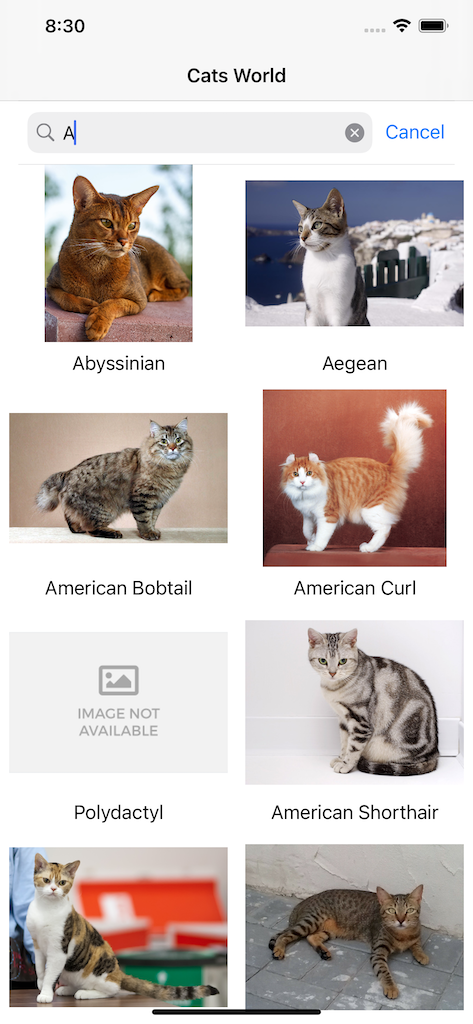 8:30
Cats World
A
Cancel
Abyssinian
Aegean
American Bobtail
American Curl
IMAGE NOT
AVAILABLE
Polydactyl
American Shorthair